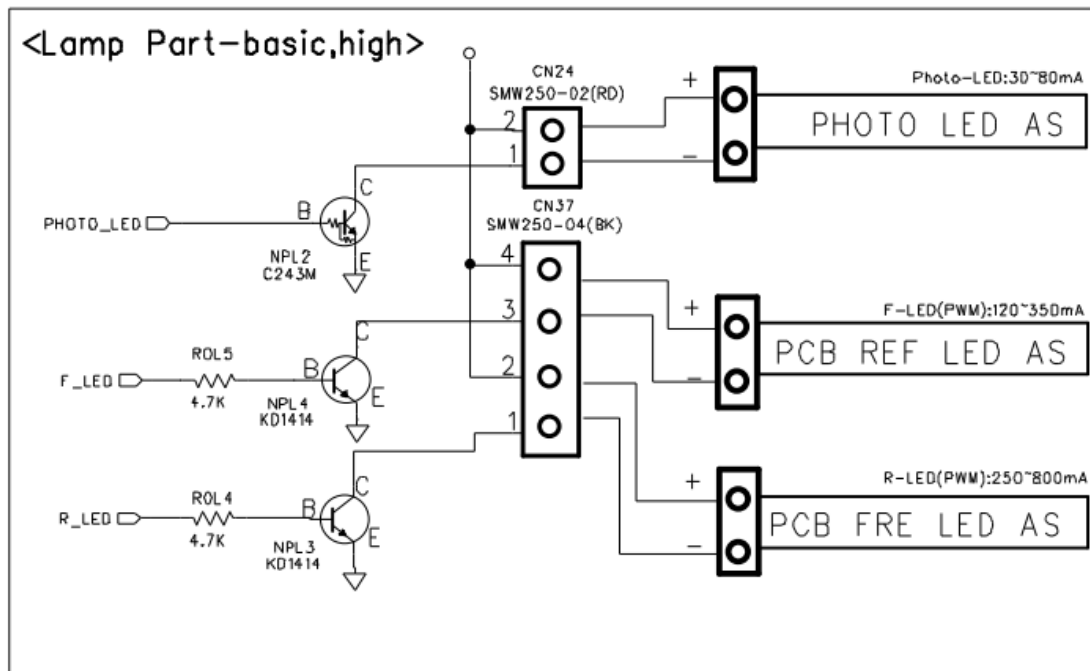 <Lamp Part-basic,high>
CN24
SMW250-02(RD)
2
1
+
-
Photo-LED:30~80mA
PHOTO LED AS
PHOTO_LED
B
C
E
NPL2
C243M
CN37
SMW250-04(BK)
4
3
2
1
+
-
F-LED(PWM):120~350mA
PCB REF LED AS
F_LED
ROL5
4.7K
B
C
E
NPL4
KD1414
R_LED
ROL4
4.7K
B
C
E
NPL3
KD1414
+
-
R-LED(PWM):250~800mA
PCB FRE LED AS